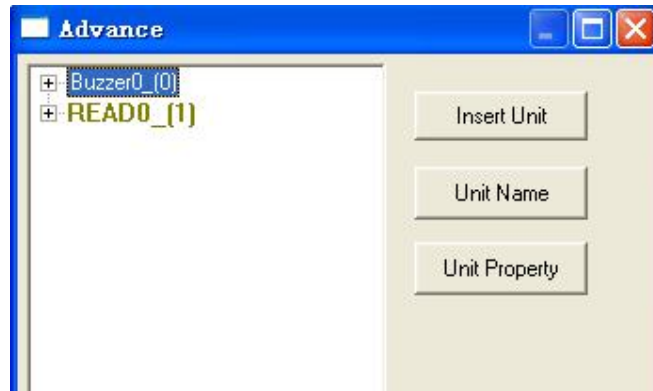 Advance
Buzzer0_(0)
READ0_(1)
Insert Unit
Unit Name
Unit Property